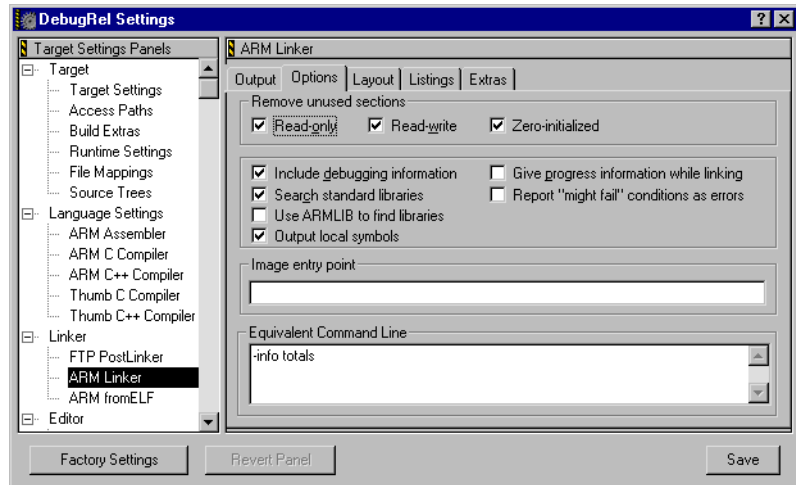 DebugRel Settings
Target Settings Panels
Target
Target Settings
Access Paths
Build Extras
Runtime Settings
File Mappings
Source Trees
Language Settings
ARM Assembler
ARM C Compiler
ARM C++ Compiler
Thumb C Compiler
Thumb C++ Compiler
Linker
FTP PostLinker
ARM Linker
ARM fromELF
Editor
ARM Linker
Output Options Layout Listings Extras
Remove unused sections
Read-only Read-write Zero-initialized
Include debugging information Give progress information while linking
Search standard libraries Report "might fail" conditions as errors
Use ARMLIB to find libraries
Output local symbols
Image entry point
Equivalent Command Line
-info totals
Factory Settings Revert Panel Save